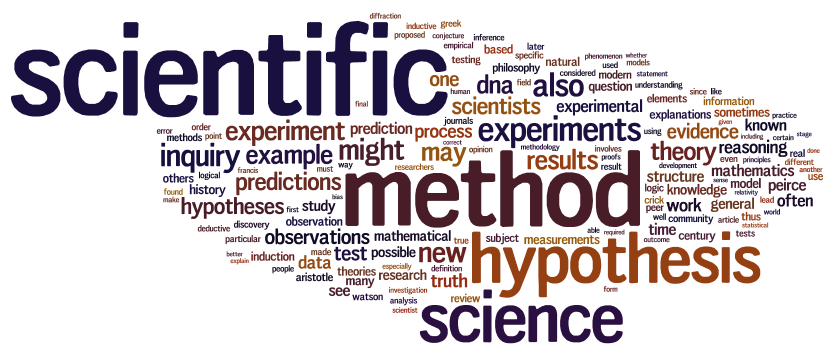 diffraction
inductive greek
proposed conjecture inference
empirical later
scientific
testing based specific natural phenomenon whether
philosophy considered used models
one dna field also modern statement
human question understanding
final scientists experimental elements since like
journals explanations information
error order experiment prediction process experiments using evidence sometimes practice
methods point correct given known certain stage
inquiry example might may opinion methodology involves theory reasoning including
researchers results proofs even principles real done
others logical francis must way result development different
found history predictions method structure sense mathematics another
make bias logic knowledge model relativity peirce use
hypotheses first study crick work general lead often
peer world
deductive discovery observation well community article thus
particular observations mathematical true subject measurements able required time century statistical
outcome tests
better induction made test possible new hypothesis
explain people data especially definition
aristotle theories research truth
see many investigation form
watson analysis review
scientist science